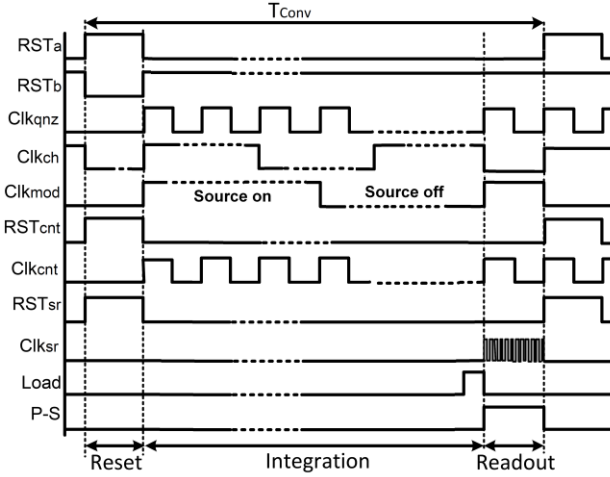 TConv
RSTa
RSTb
Clkqnz
Clkch
Clkmod
Source on Source off
RSTcnt
Clkcnt
RSTsr
Clksr
Load
P-S
Reset Integration Readout